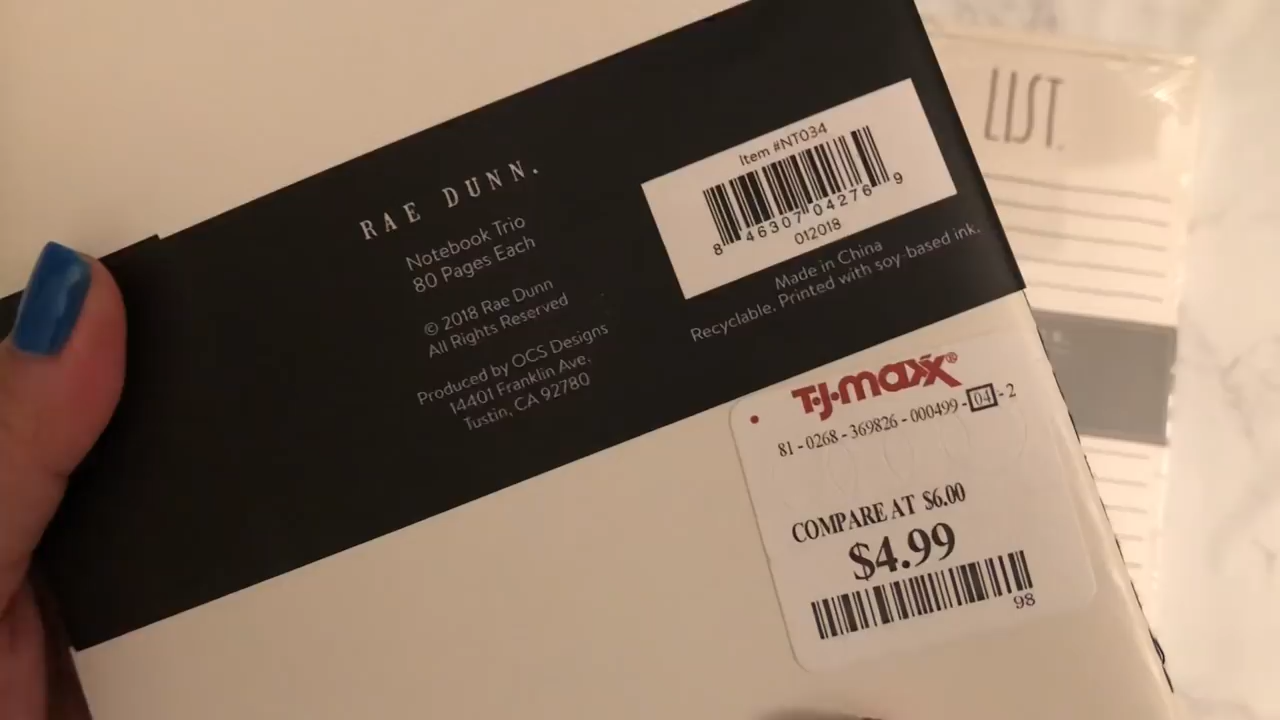 RAE DUNN.
Notebook Trio
80 Pages Each
© 2018 Rae Dunn
All Rights Reserved
Produced by OCS Designs
14401 Franklin Ave.
Tustin, CA 92780
Item #NT034
8 46307 04276 9
012018
Made in China
Recyclable. Printed with soy-based ink.
T·J·maxx®
81-0268-369826-000499-04-2
COMPARE AT $6.00
$4.99
98
LIST.